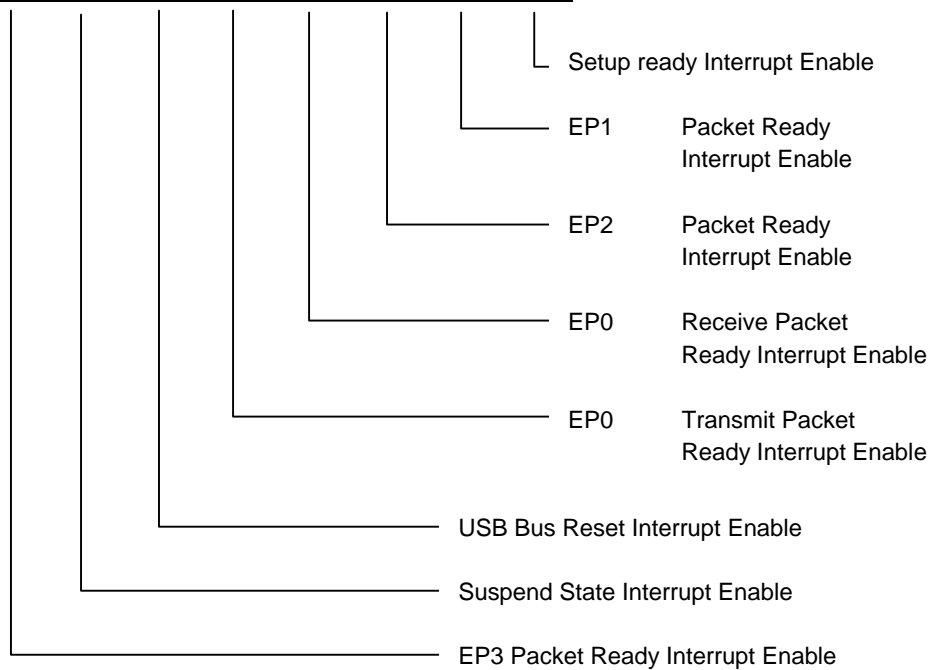 Setup ready Interrupt Enable
EP1 Packet Ready
Interrupt Enable
EP2 Packet Ready
Interrupt Enable
EP0 Receive Packet
Ready Interrupt Enable
EP0 Transmit Packet
Ready Interrupt Enable
USB Bus Reset Interrupt Enable
Suspend State Interrupt Enable
EP3 Packet Ready Interrupt Enable